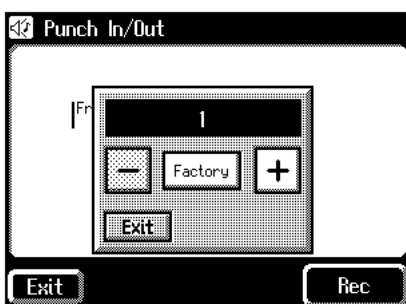 Punch In/Out
Fr
1
− Factory +
Exit
Exit Rec